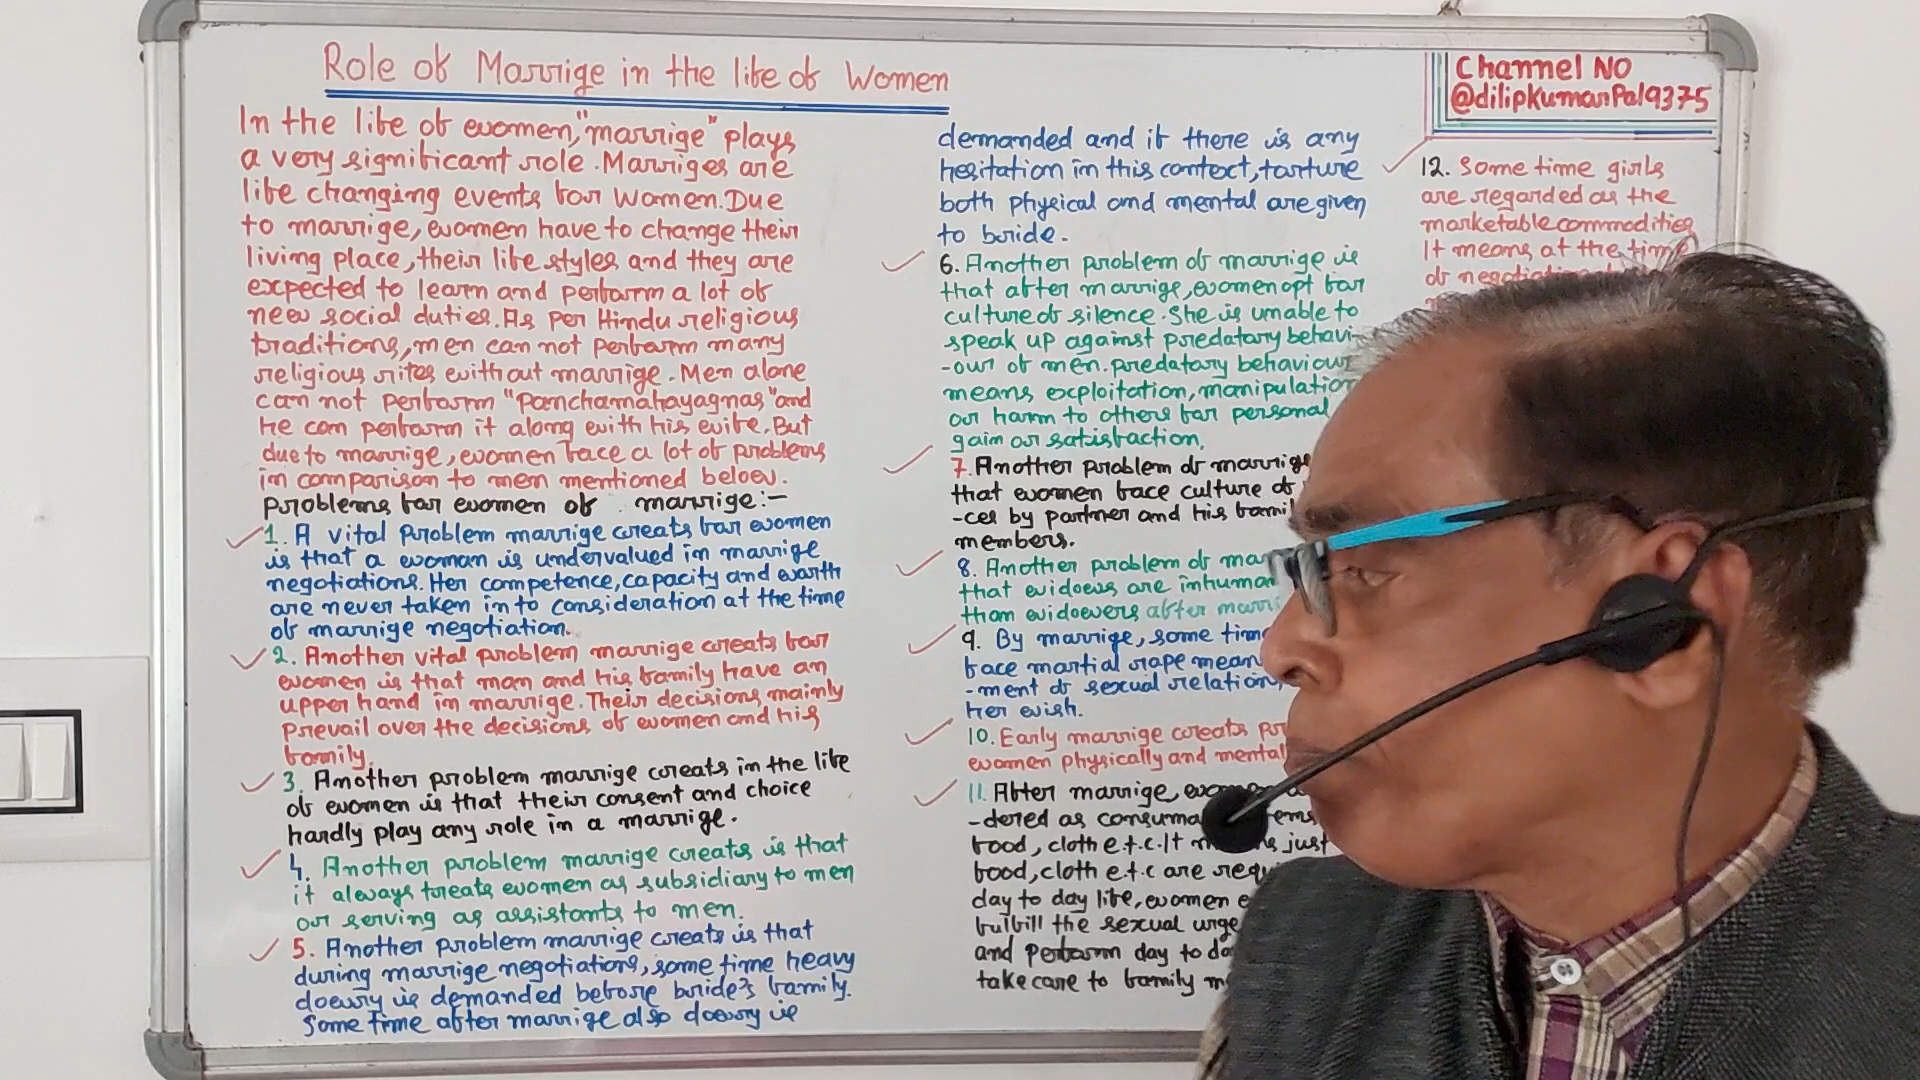 Role of Marrige in the life of Women
Channel NO
@dilipkumarPal9375
In the life of women, "marrige" plays
a very significant role. Marriges are
life changing events for Women. Due
to marrige, women have to change their
living place, their life styles and they are
expected to learn and perform a lot of
new social duties. As per Hindu religious
traditions, men can not perform many
religious rites without marrige. Men alone
can not perform "Panchamahayagnas" and
he can perform it along with his wife. But
due to marrige, women face a lot of problems
in comparison to men mentioned below.
Problems for women of marrige:-
1. A vital problem marrige creats for women
is that a woman is undervalued in marrige
negotiations. Her competence, capacity and worth
are never taken in to consideration at the time
of marrige negotiation.
2. Another vital problem marrige creats for
women is that man and his family have an
upper hand in marrige. Their decisions mainly
prevail over the decisions of women and his
family.
3. Another problem marrige creats in the life
of women is that their consent and choice
hardly play any role in a marrige.
4. Another problem marrige creats is that
it always treats women as subsidiary to men
or serving as assistants to men.
5. Another problem marrige creats is that
during marrige negotiations, some time heavy
dowry is demanded before bride's family.
Some time after marrige also dowry is
demanded and if there is any
hesitation in this context, torture
both physical and mental are given
to bride.
6. Another problem of marrige is
that after marrige, women opt for
culture of silence. She is unable to
speak up against predatory behavi-
-our of men. predatory behaviour
means exploitation, manipulation
or harm to others for personal
gain or satisfaction.
7. Another problem of marrige
that women face culture of
-ces by partner and his famil
members.
8. Another problem of mar
that widows are inhuman
than widowers after marri
9. By marrige, some time
face martial rape mean
-ment of sexual relation,
her wish.
10. Early marrige creats pr
women physically and mental
11. After marrige, women
-dered as consuma ems
food, cloth e.t.c. It means just
food, cloth e.t.c are requ
day to day life, women
fulfill the sexual urge
and perform day to da
take care to family m
12. Some time girls
are regarded as the
marketable commodities
It means at the time
of negotiation